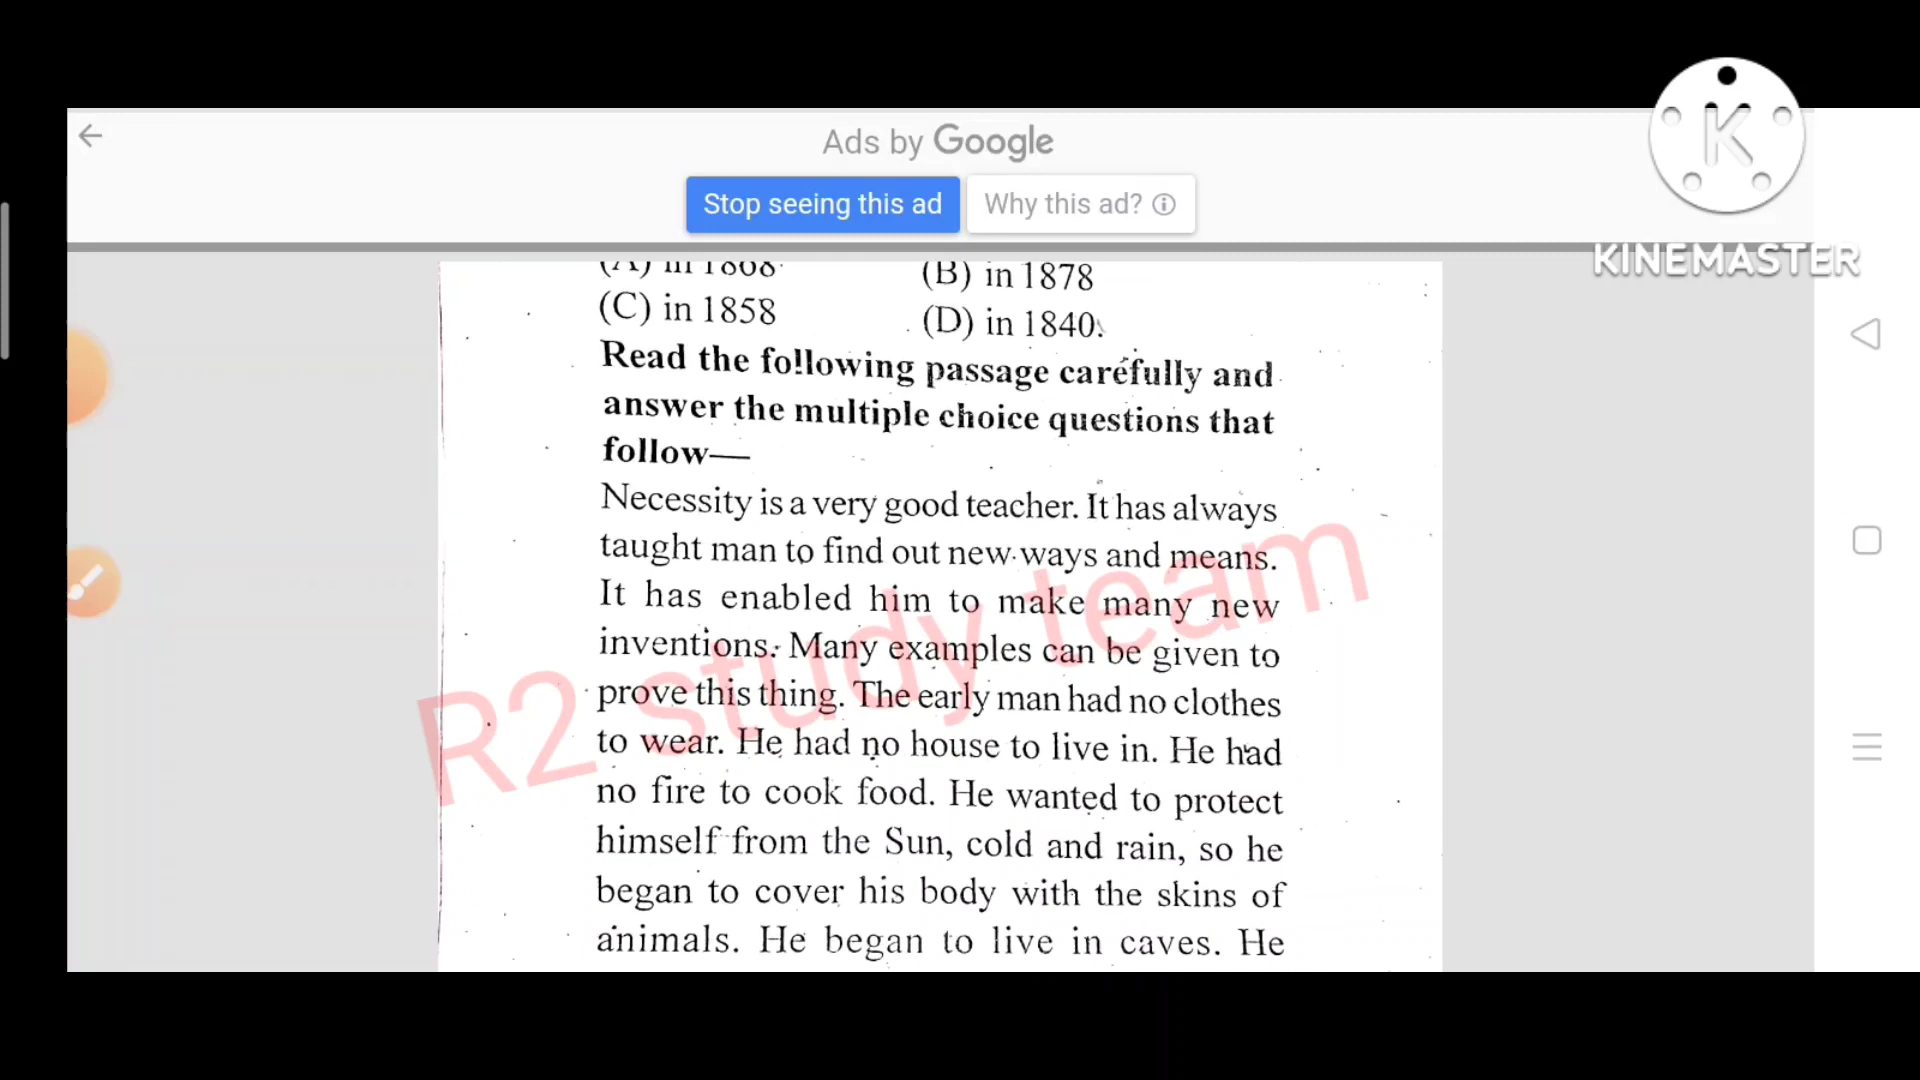 Ads by Google
Stop seeing this ad
Why this ad?
K
KINEMASTER
(A) in 1868
(B) in 1878
(C) in 1858
(D) in 1840.
Read the following passage carefully and
answer the multiple choice questions that
follow—
Necessity is a very good teacher. It has always
taught man to find out new ways and means.
It has enabled him to make many new
inventions. Many examples can be given to
prove this thing. The early man had no clothes
to wear. He had no house to live in. He had
no fire to cook food. He wanted to protect
himself from the Sun, cold and rain, so he
began to cover his body with the skins of
animals. He began to live in caves. He
R2 study team